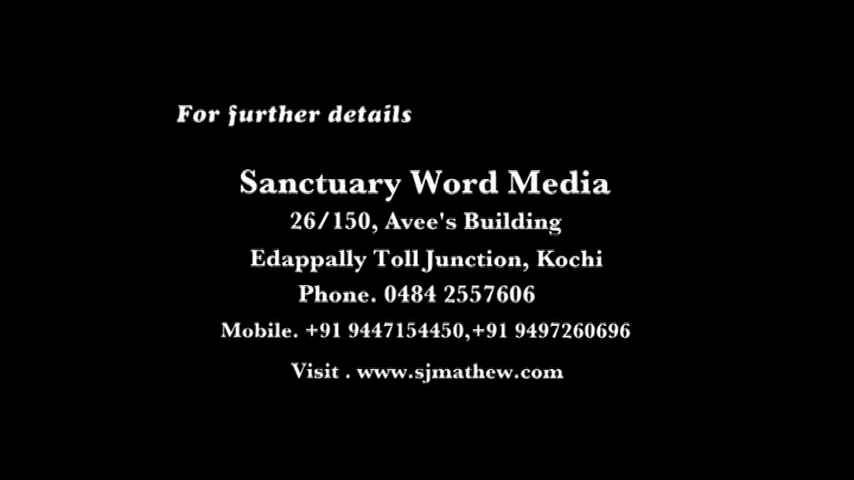 For further details
Sanctuary Word Media
26/150, Avee's Building
Edappally Toll Junction, Kochi
Phone. 0484 2557606
Mobile. +91 9447154450,+91 9497260696
Visit . www.sjmathew.com